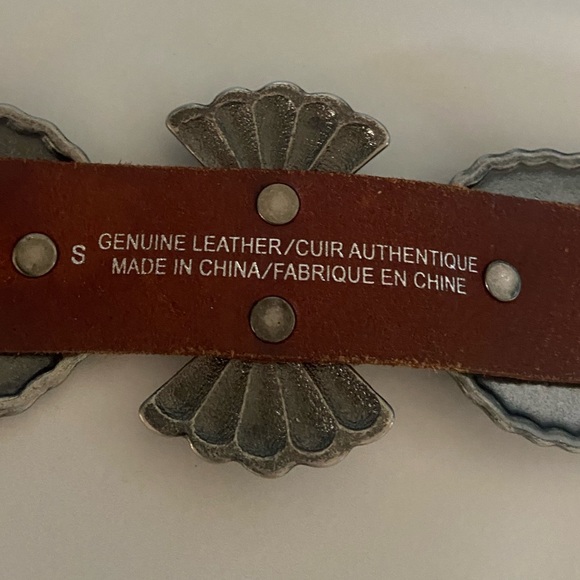 S
GENUINE LEATHER/CUIR AUTHENTIQUE
MADE IN CHINA/FABRIQUE EN CHINE